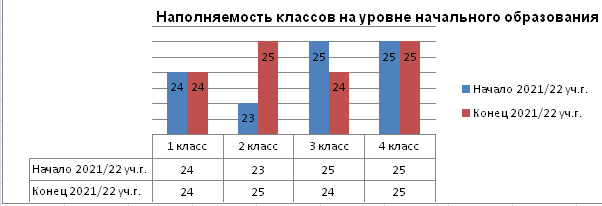 Наполняемость классов на уровне начального образования
24 24 23 25 25 24 25 25
Начало 2021/22 уч.г.
Конец 2021/22 уч.г.
1 класс 2 класс 3 класс 4 класс
Начало 2021/22 уч.г. 24 23 25 25
Конец 2021/22 уч.г. 24 25 24 25